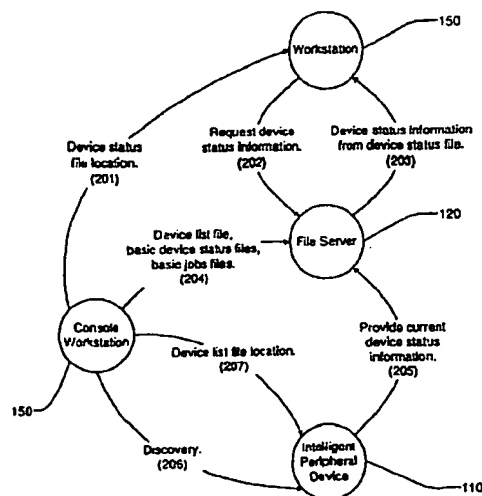 150
Workstation
Device status
file location.
(201)
Request device
status information.
(202)
Device status information
from device status file.
(203)
120
File Server
Device list file,
basic device status files,
basic jobs files.
(204)
Console
Workstation
Device list file location.
(207)
Provide current
device status
information.
(205)
150
Discovery.
(206)
Intelligent
Peripheral
Device
110